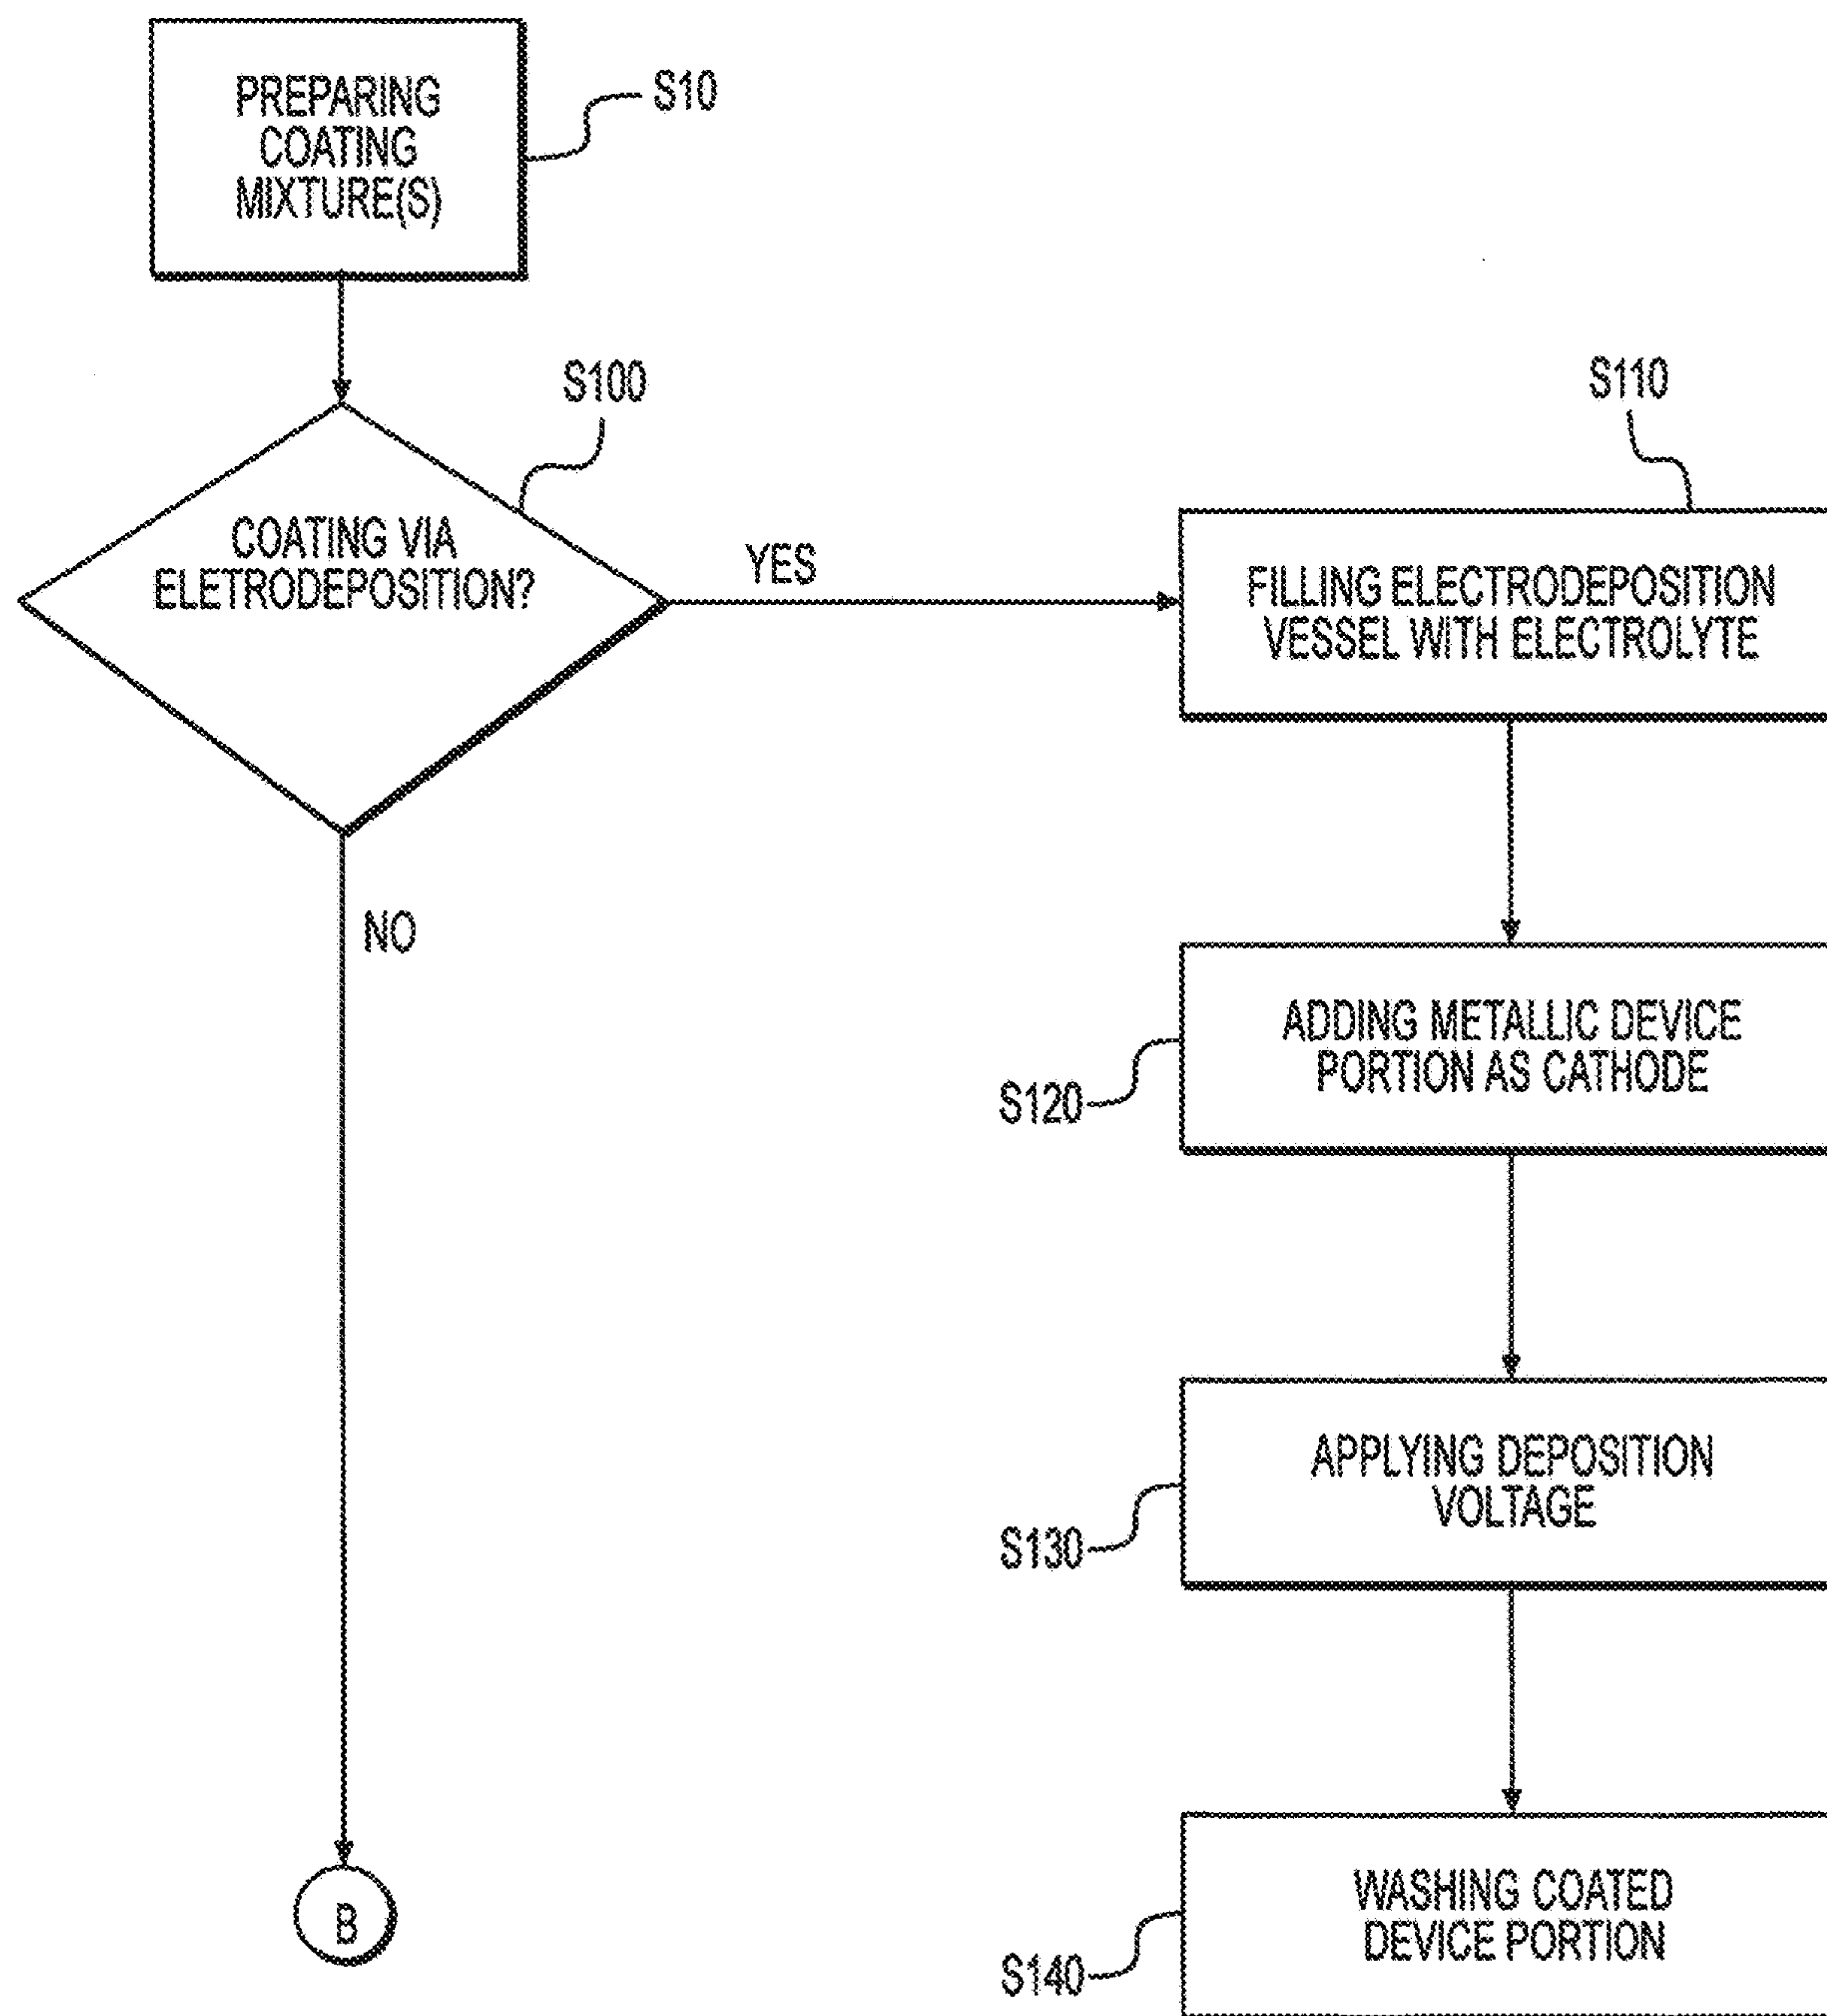 PREPARING
COATING
MIXTURE(S)
S10
S100
COATING VIA
ELETRODEPOSITION?
YES
NO
B
S110
FILLING ELECTRODEPOSITION
VESSEL WITH ELECTROLYTE
ADDING METALLIC DEVICE
PORTION AS CATHODE
S120
APPLYING DEPOSITION
VOLTAGE
S130
WASHING COATED
DEVICE PORTION
S140